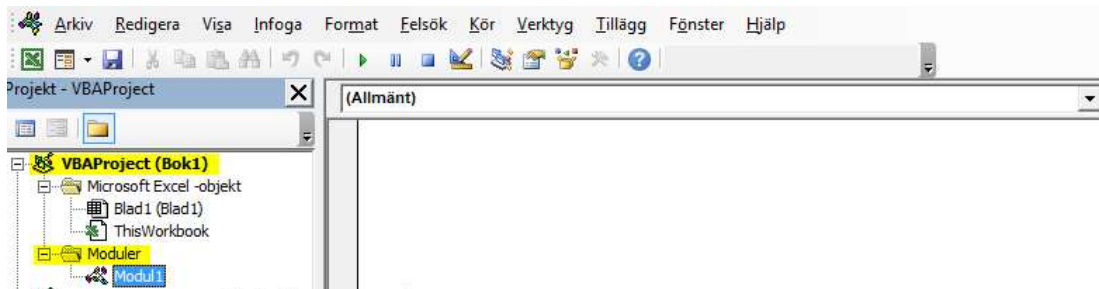 Arkiv Redigera Visa Infoga Format Felsök Kör Verktyg Tillägg Fönster Hjälp
Projekt - VBAProject
(Allmänt)
VBAProject (Bok1)
Microsoft Excel -objekt
Blad1 (Blad1)
ThisWorkbook
Moduler
Modul1